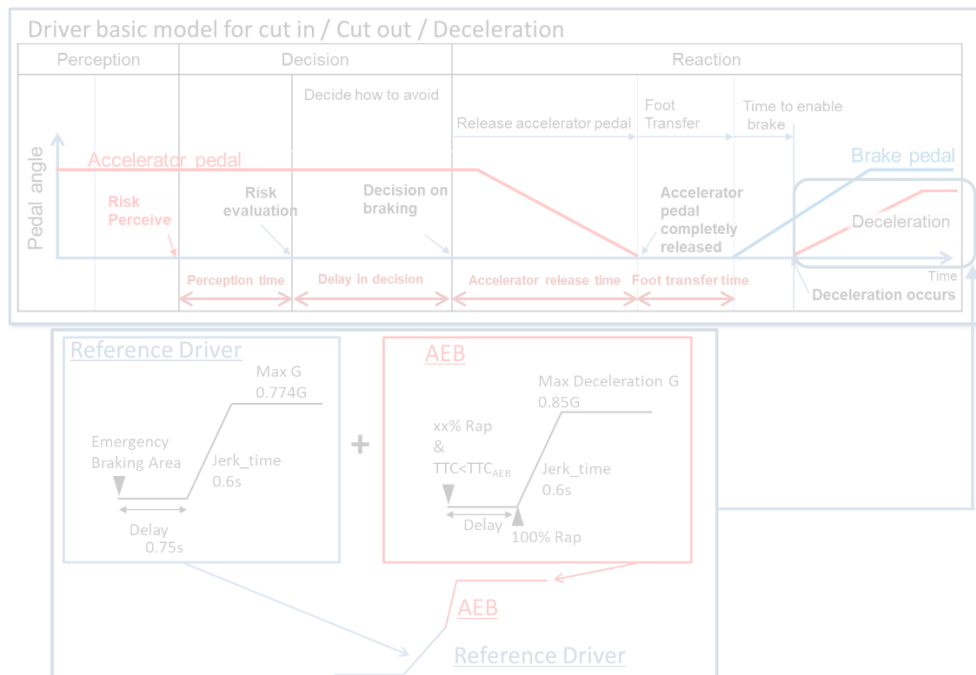 Driver basic model for cut in / Cut out / Deceleration
Perception
Decision
Reaction
Decide how to avoid
Release accelerator pedal
Foot
Transfer
Time to enable
brake
Pedal angle
Accelerator pedal
Brake pedal
Risk
Perceive
Risk
evaluation
Decision on
braking
Accelerator
pedal
completely
released
Deceleration
Time
Perception time
Delay in decision
Accelerator release time
Foot transfer time
Deceleration occurs
Reference Driver
Max G
0.774G
Emergency
Braking Area
Jerk_time
0.6s
Delay
0.75s
+
AEB
Max Deceleration G
0.85G
xx% Rap
&
TTC<TTCAEB
Jerk_time
0.6s
Delay
100% Rap
AEB
Reference Driver